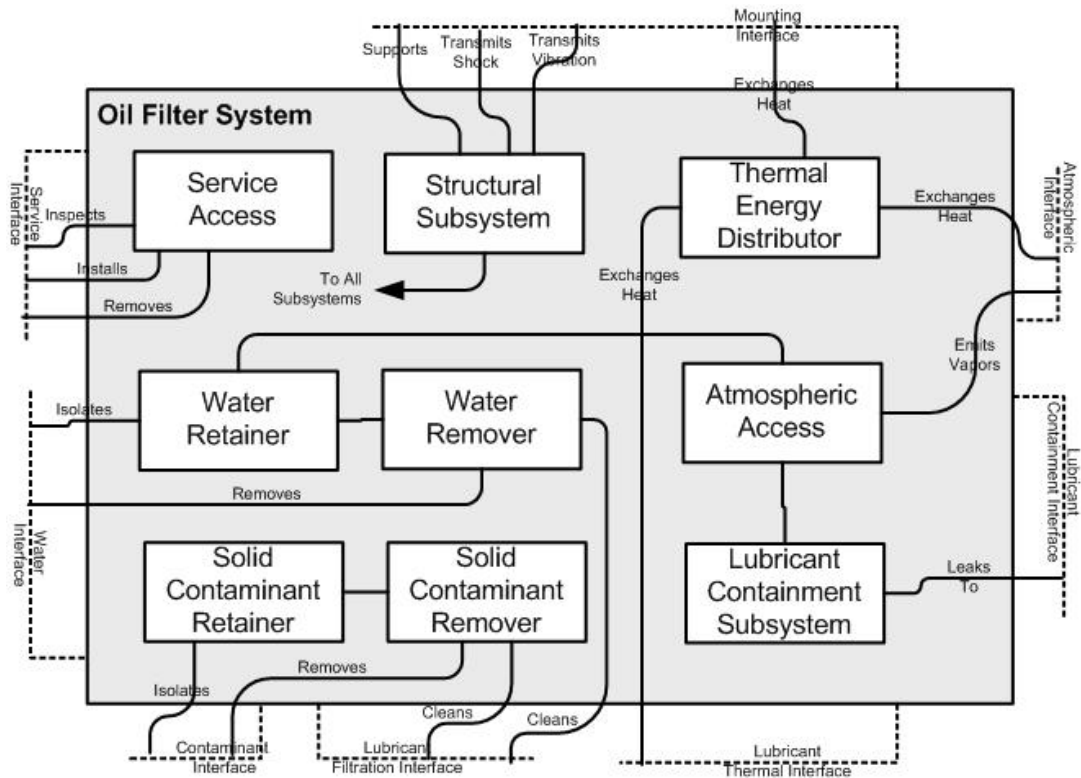 Mounting
Interface
Supports
Transmits
Shock
Transmits
Vibration
Exchanges
Heat
Oil Filter System
Service
Interface
Service
Access
Structural
Subsystem
Thermal
Energy
Distributor
Atmospheric
Interface
Inspects
Installs
Removes
Exchanges
Heat
To All
Subsystems
Exchanges
Heat
Emits
Vapors
Isolates
Water
Retainer
Water
Remover
Atmospheric
Access
Lubricant
Containment Interface
Removes
Water
Interface
Solid
Contaminant
Retainer
Solid
Contaminant
Remover
Lubricant
Containment
Subsystem
Leaks
To
Isolates
Removes
Cleans
Cleans
Contaminant
Interface
Lubricant
Filtration Interface
Lubricant
Thermal Interface